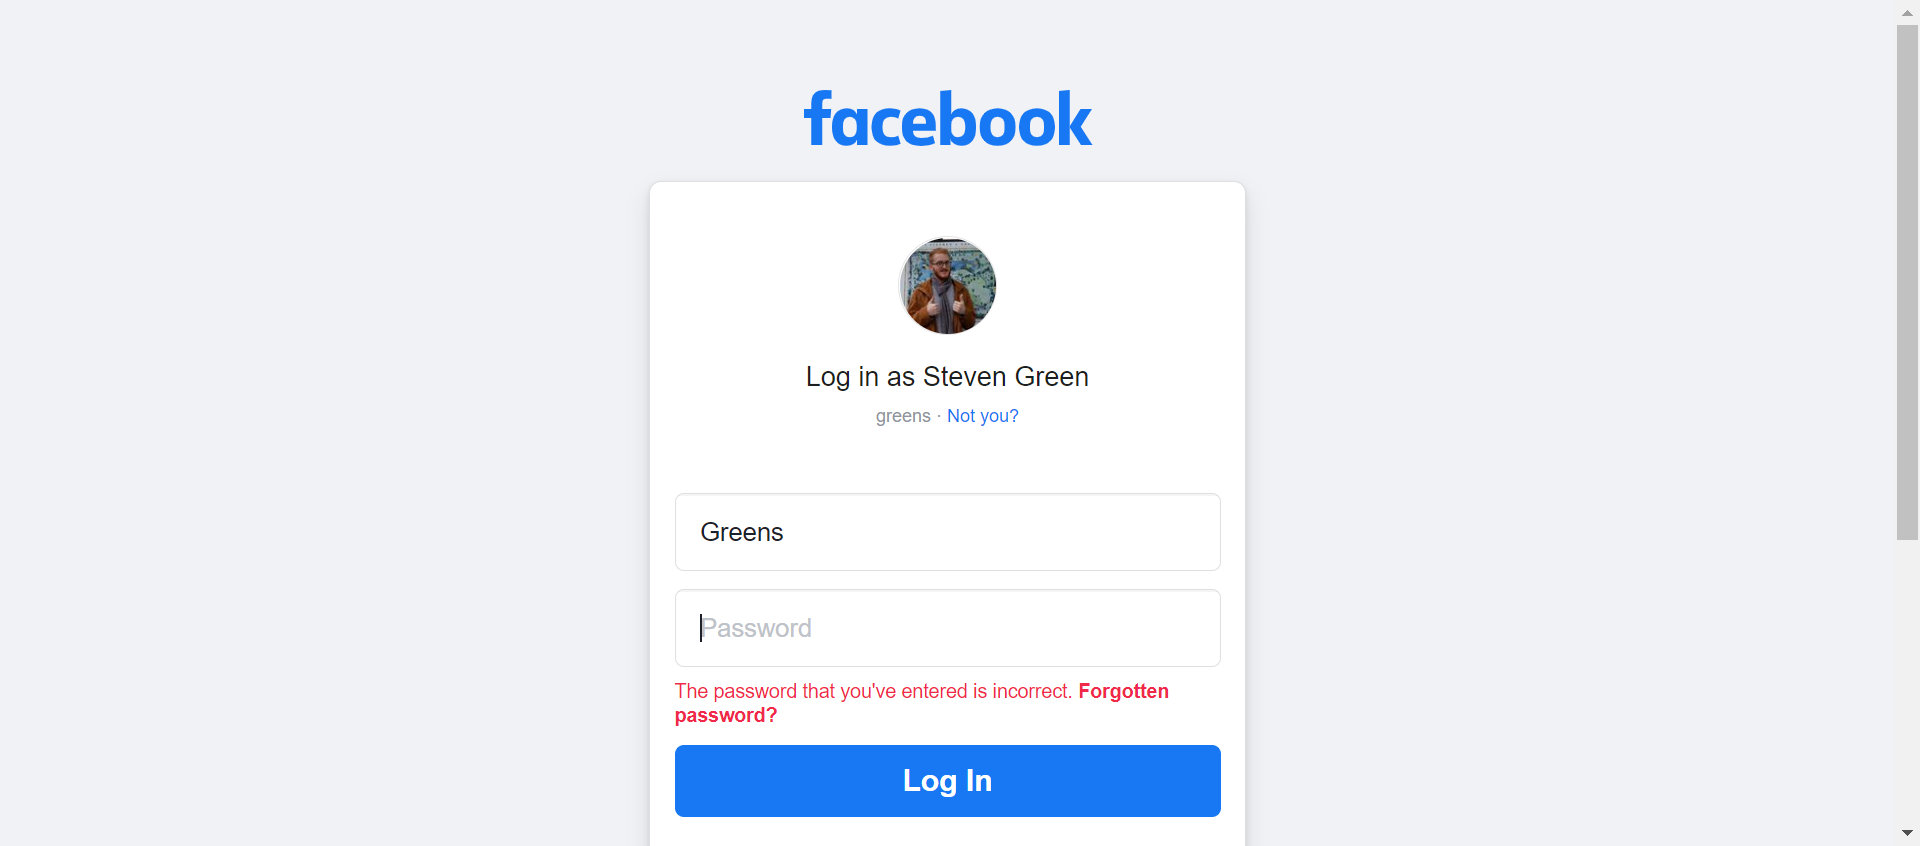 facebook
Log in as Steven Green
greens · Not you?
Greens
Password
The password that you've entered is incorrect. Forgotten
password?
Log In